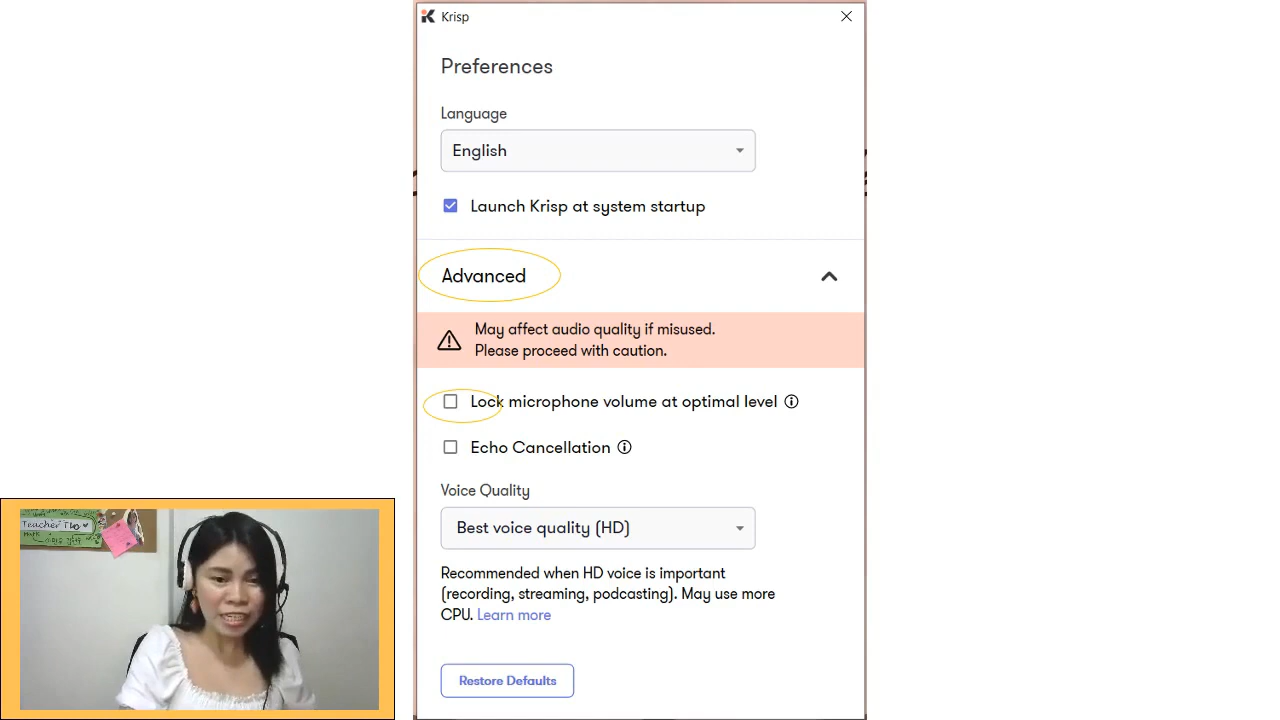 Krisp
Preferences
Language
English
Launch Krisp at system startup
Advanced
May affect audio quality if misused.
Please proceed with caution.
Lock microphone volume at optimal level
Echo Cancellation
Voice Quality
Best voice quality (HD)
Recommended when HD voice is important
(recording, streaming, podcasting). May use more
CPU. Learn more
Restore Defaults
Teacher